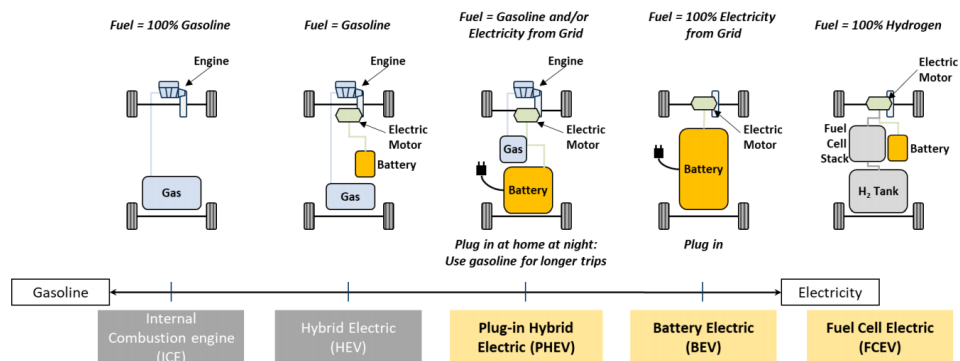 Fuel = 100% Gasoline
Fuel = Gasoline
Fuel = Gasoline and/or
Electricity from Grid
Fuel = 100% Electricity
from Grid
Fuel = 100% Hydrogen
Engine
Gas
Engine
Electric
Motor
Battery
Gas
Engine
Electric
Motor
Gas
Battery
Electric
Motor
Battery
Electric
Motor
Fuel
Cell
Stack
Battery
H₂ Tank
Plug in at home at night:
Use gasoline for longer trips
Plug in
Gasoline
Electricity
Internal
Combustion engine
(ICE)
Hybrid Electric
(HEV)
Plug-in Hybrid
Electric (PHEV)
Battery Electric
(BEV)
Fuel Cell Electric
(FCEV)